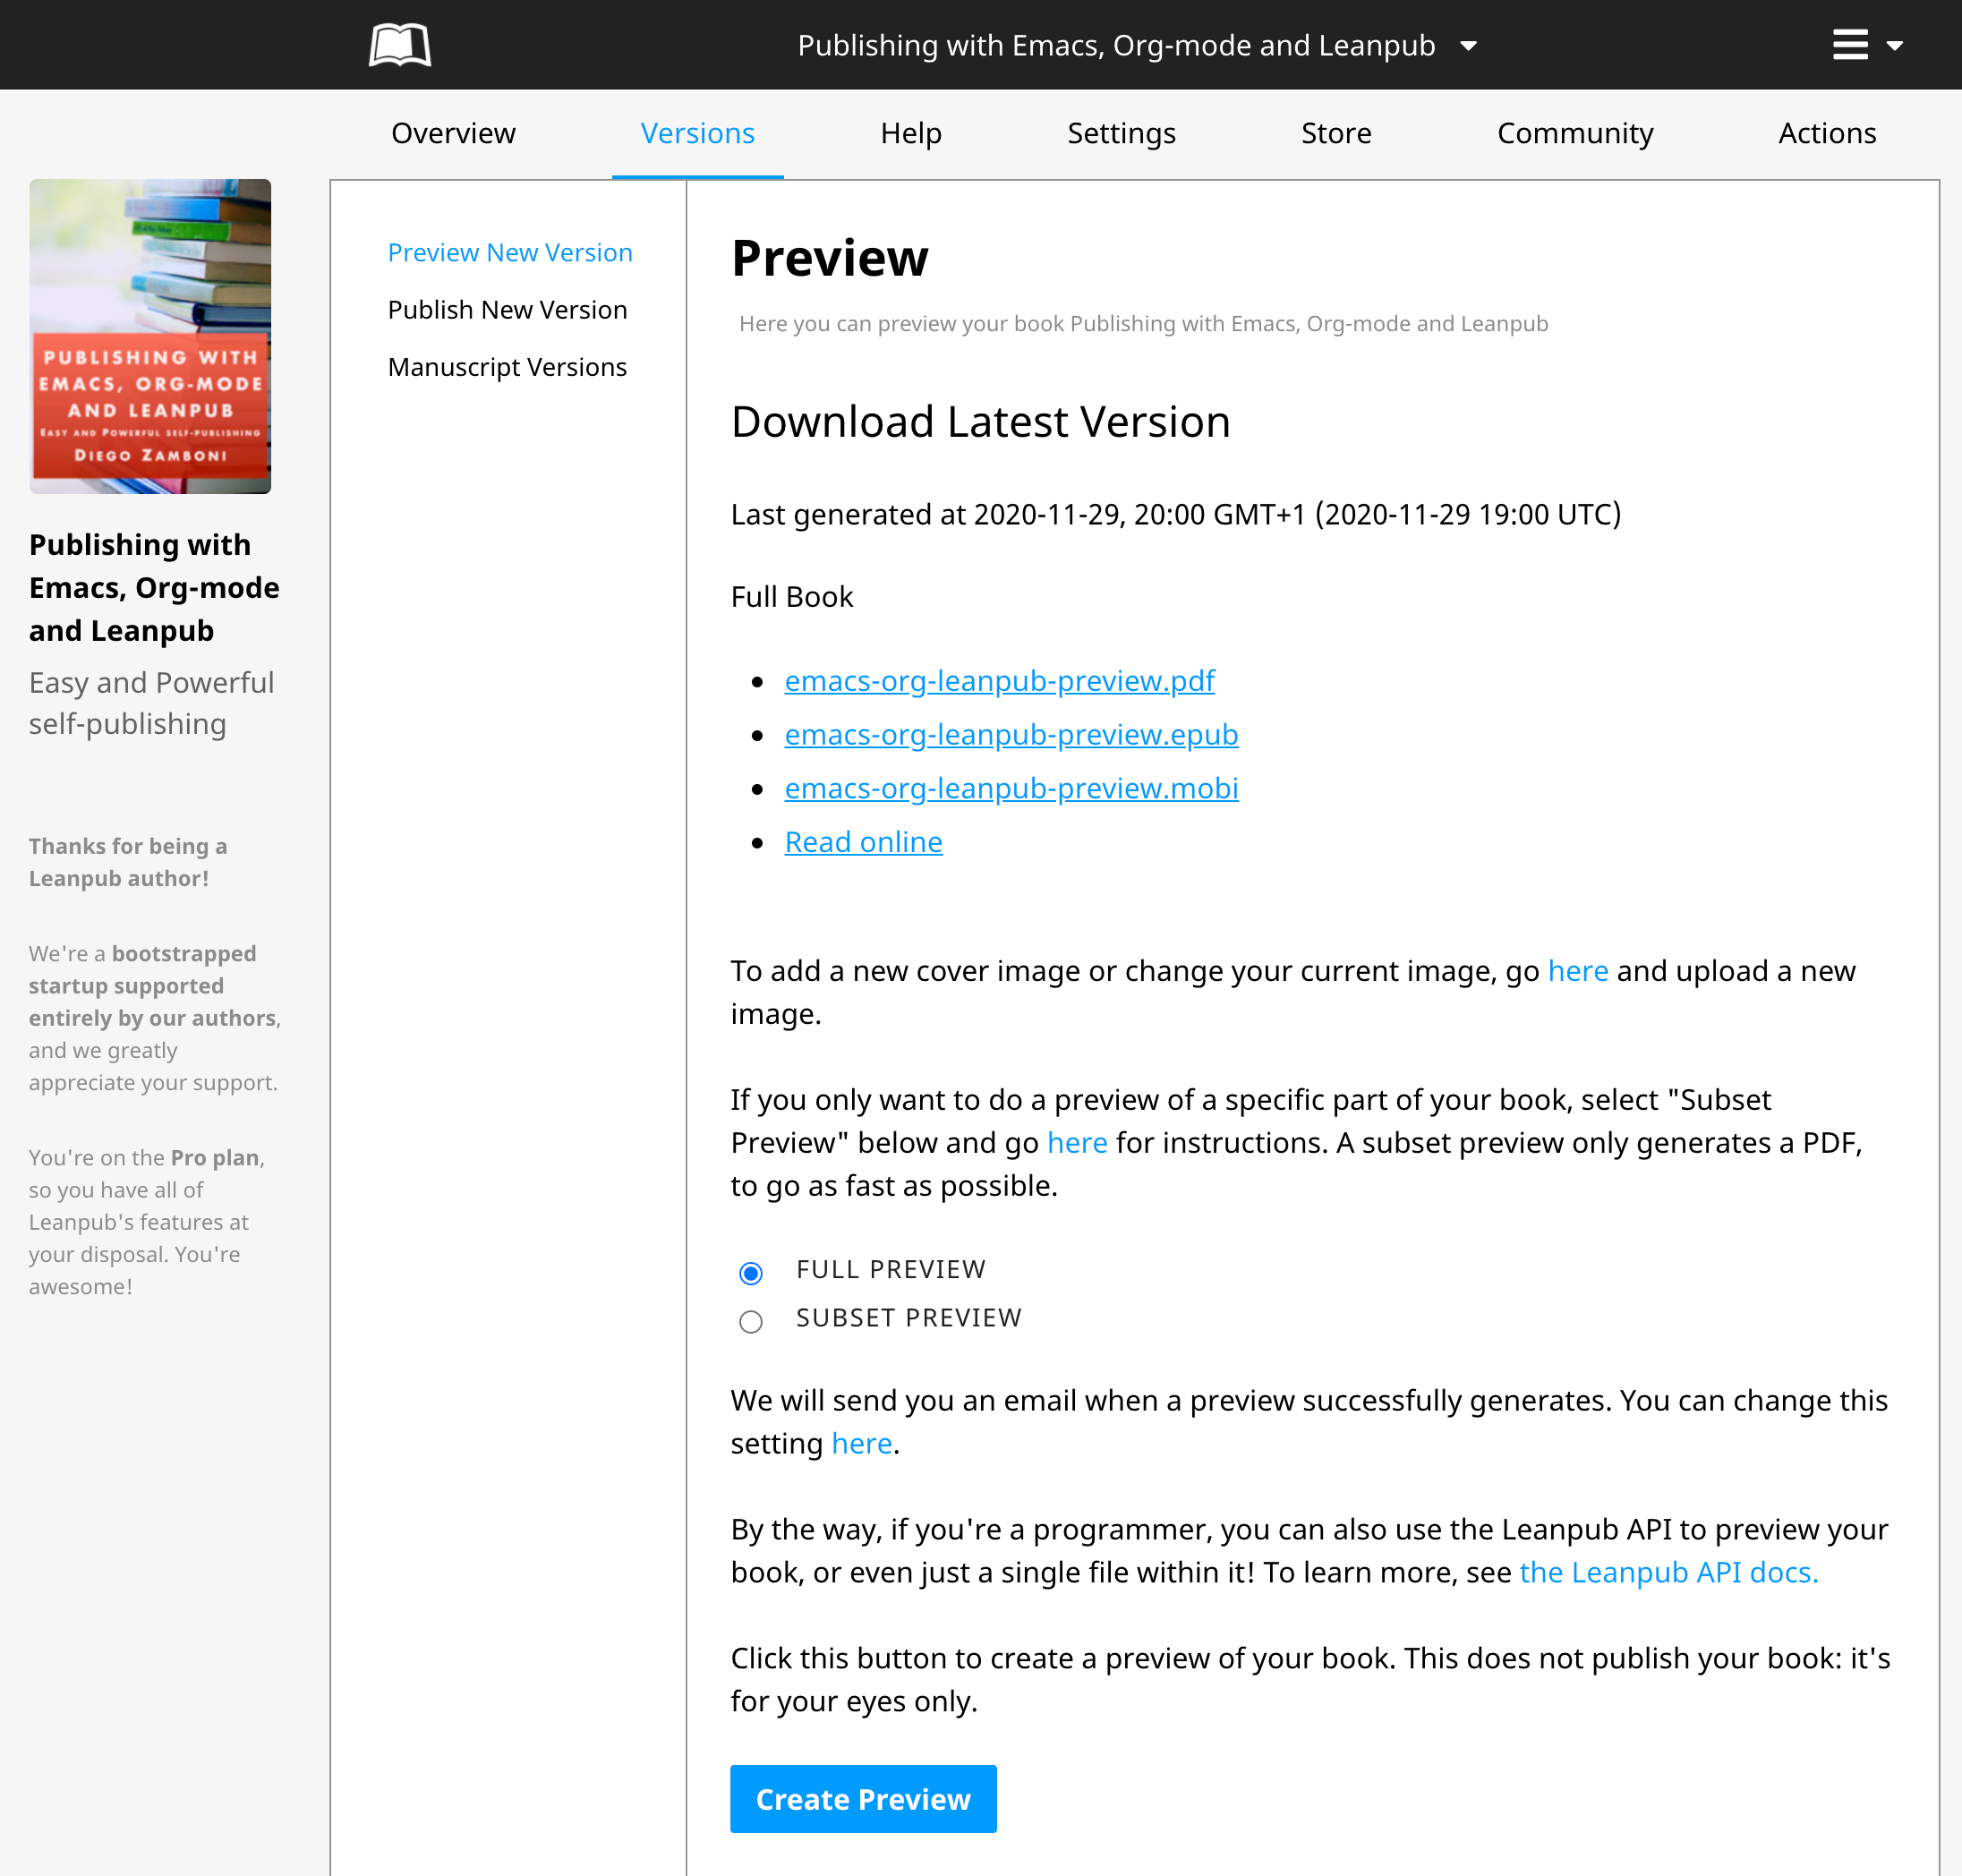 Publishing with Emacs, Org-mode and Leanpub
Overview
Versions
Help
Settings
Store
Community
Actions
PUBLISHING WITH
EMACS, ORG-MODE
AND LEANPUB
EASY AND POWERFUL SELF-PUBLISHING
DIEGO ZAMBONI
Publishing with
Emacs, Org-mode
and Leanpub
Easy and Powerful
self-publishing
Thanks for being a
Leanpub author!
We're a bootstrapped
startup supported
entirely by our authors,
and we greatly
appreciate your support.
You're on the Pro plan,
so you have all of
Leanpub's features at
your disposal. You're
awesome!
Preview New Version
Publish New Version
Manuscript Versions
Preview
Here you can preview your book Publishing with Emacs, Org-mode and Leanpub
Download Latest Version
Last generated at 2020-11-29, 20:00 GMT+1 (2020-11-29 19:00 UTC)
Full Book
emacs-org-leanpub-preview.pdf
emacs-org-leanpub-preview.epub
emacs-org-leanpub-preview.mobi
Read online
To add a new cover image or change your current image, go here and upload a new
image.
If you only want to do a preview of a specific part of your book, select "Subset
Preview" below and go here for instructions. A subset preview only generates a PDF,
to go as fast as possible.
FULL PREVIEW
SUBSET PREVIEW
We will send you an email when a preview successfully generates. You can change this
setting here.
By the way, if you're a programmer, you can also use the Leanpub API to preview your
book, or even just a single file within it! To learn more, see the Leanpub API docs.
Click this button to create a preview of your book. This does not publish your book: it's
for your eyes only.
Create Preview